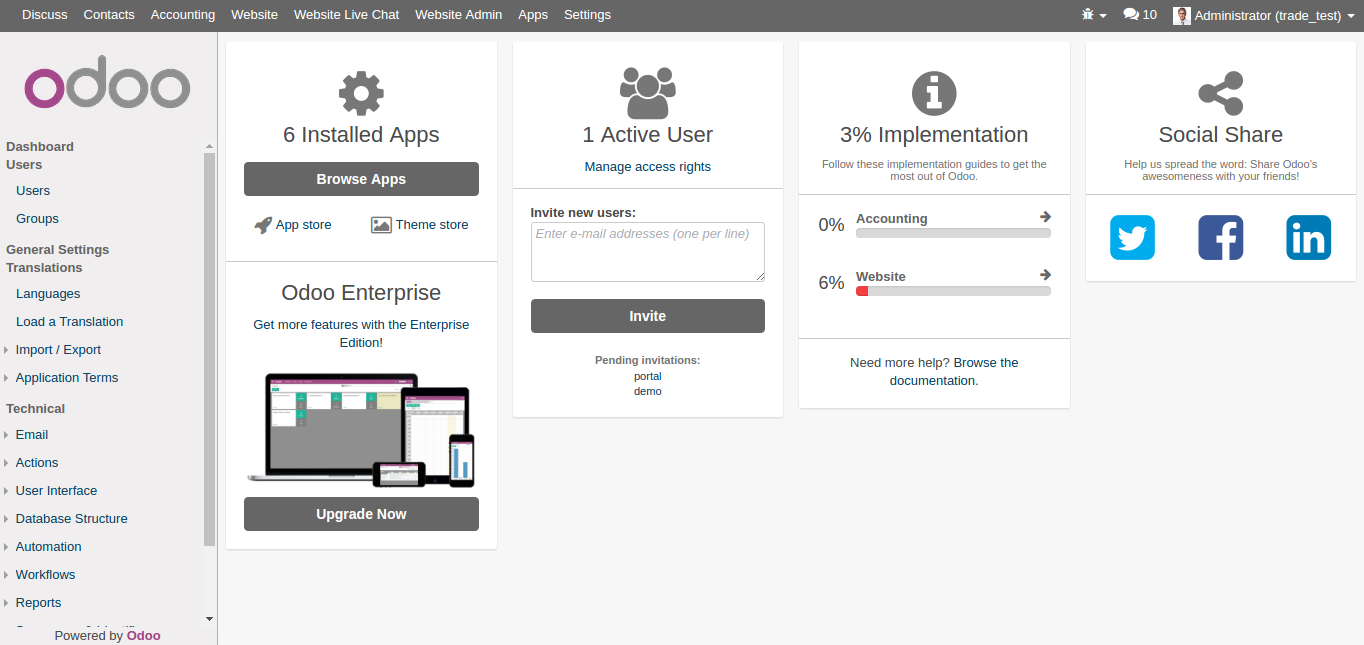 Discuss Contacts Accounting Website Website Live Chat Website Admin Apps Settings 10 Administrator (trade_test)
odoo
Dashboard
Users
Users
Groups
General Settings
Translations
Languages
Load a Translation
Import / Export
Application Terms
Technical
Email
Actions
User Interface
Database Structure
Automation
Workflows
Reports
Powered by Odoo
6 Installed Apps
Browse Apps
App store Theme store
Odoo Enterprise
Get more features with the Enterprise
Edition!
Upgrade Now
1 Active User
Manage access rights
Invite new users:
Enter e-mail addresses (one per line)
Invite
Pending invitations:
portal
demo
3% Implementation
Follow these implementation guides to get the
most out of Odoo.
0% Accounting
6% Website
Need more help? Browse the
documentation.
Social Share
Help us spread the word: Share Odoo's
awesomeness with your friends!